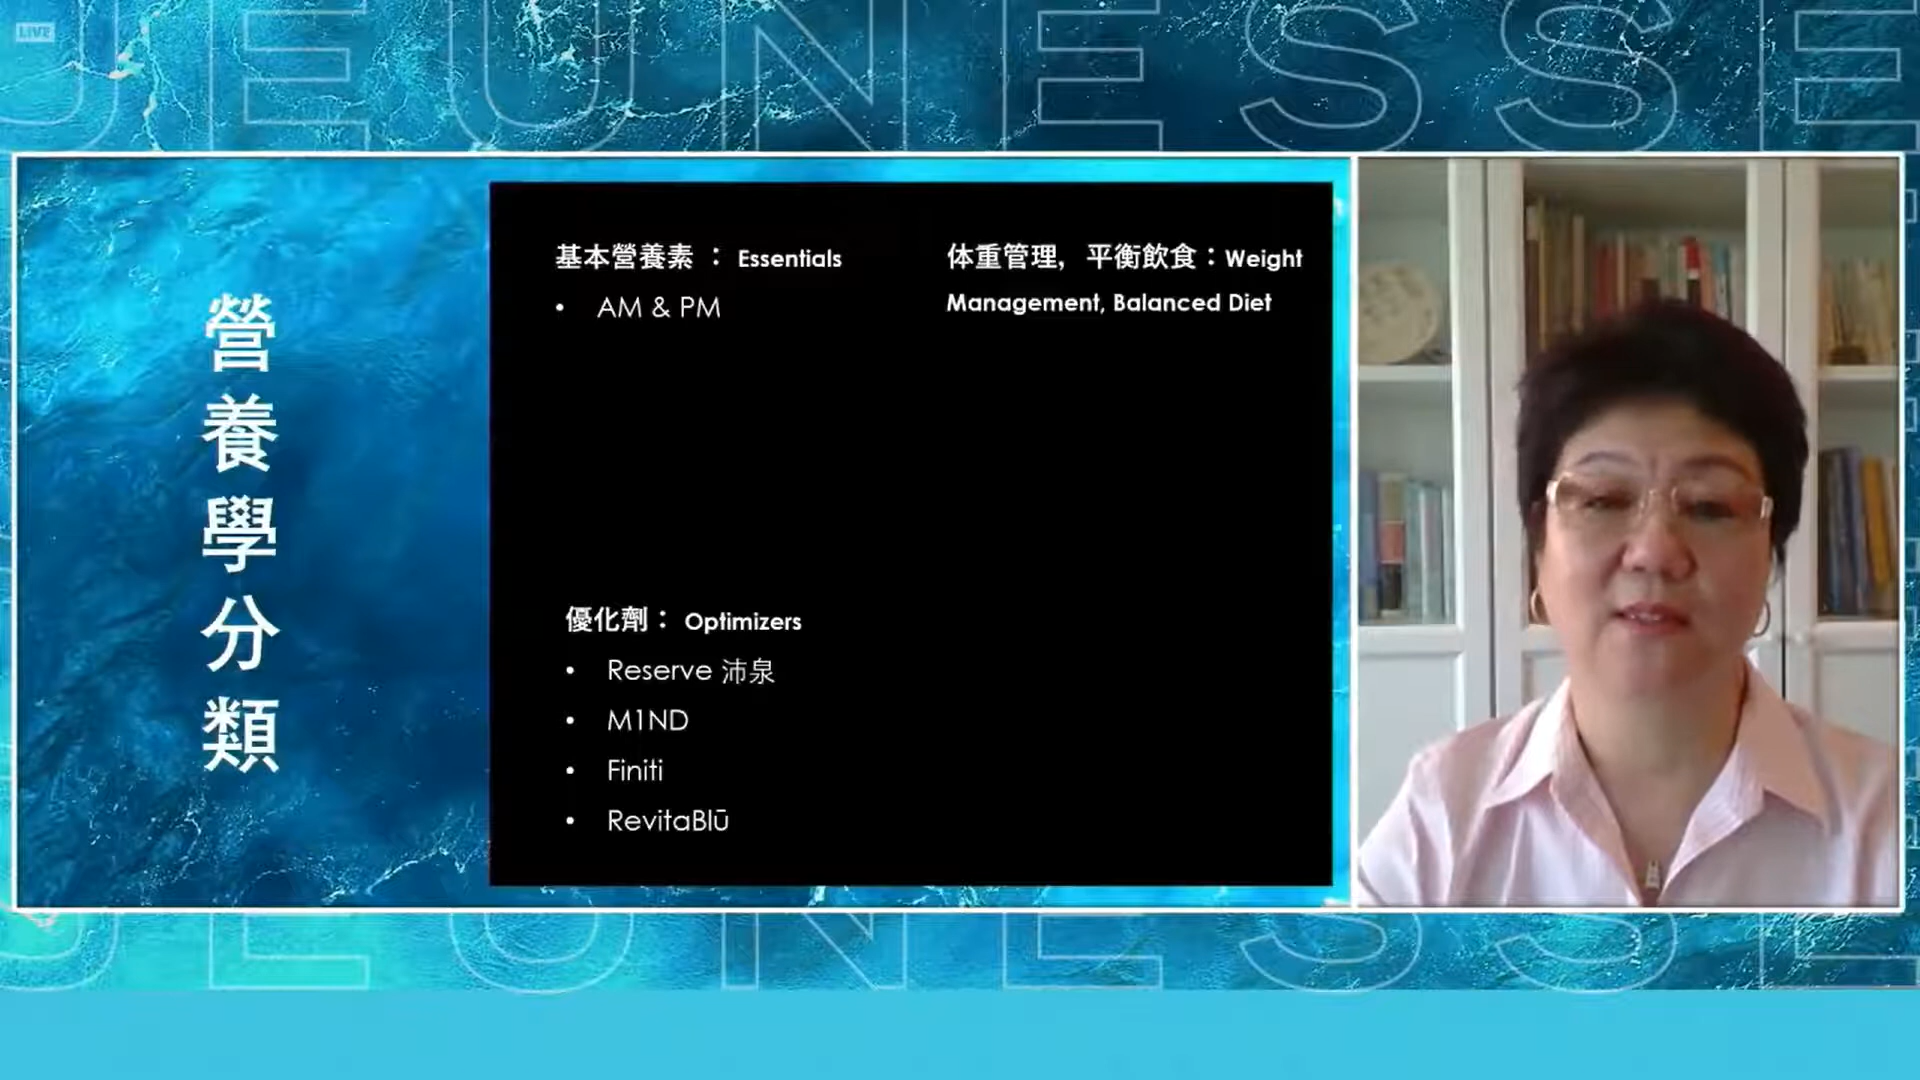 LIVE
JEUNESSE
營養學分類
基本營養素 ： Essentials
• AM & PM
体重管理，平衡飲食：Weight
Management, Balanced Diet
優化劑： Optimizers
• Reserve 沛泉
• M1ND
• Finiti
• RevitaBlū
JEUNESSE